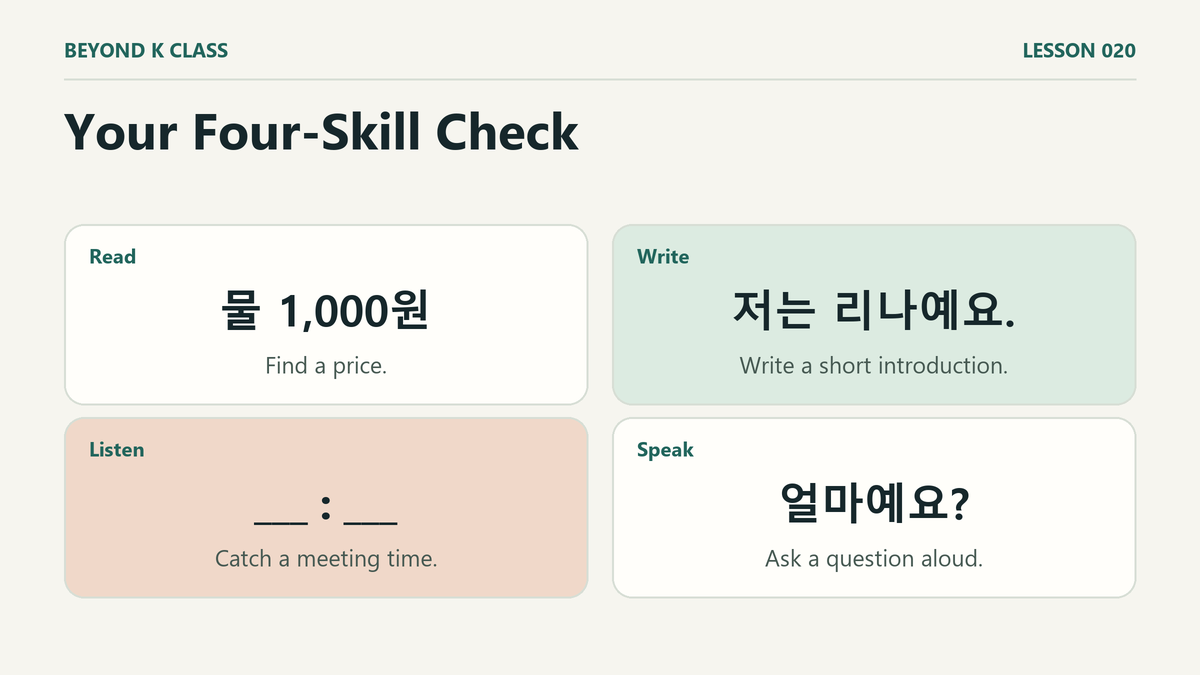 BEYOND K CLASS
LESSON 020
Your Four-Skill Check
Read
물 1,000원
Find a price.
Write
저는 리나예요.
Write a short introduction.
Listen
___ : ___
Catch a meeting time.
Speak
얼마예요?
Ask a question aloud.